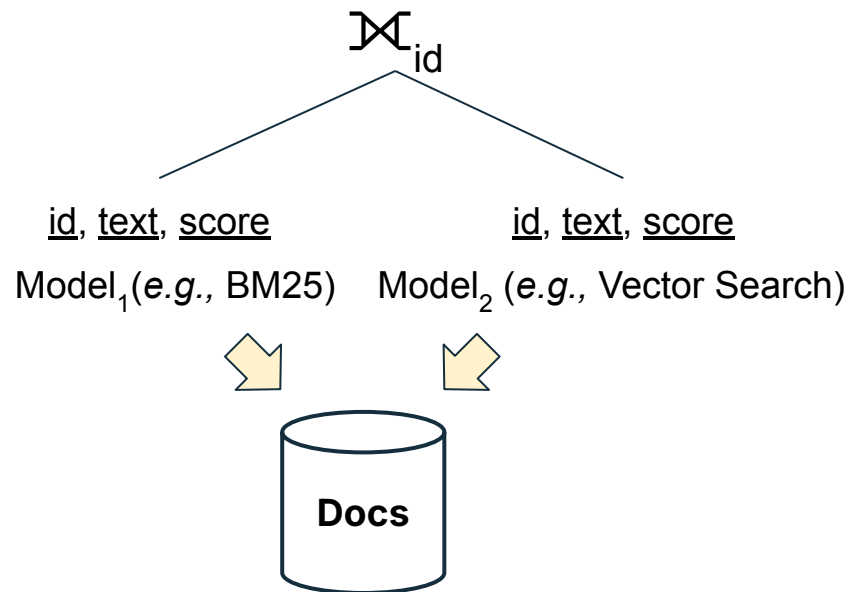 ⟗id
id, text, score
id, text, score
Model₁(e.g., BM25)
Model₂ (e.g., Vector Search)
Docs